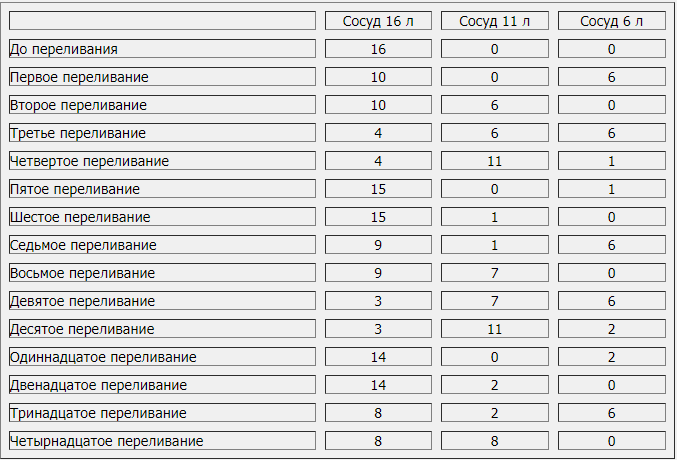 Сосуд 16 л Сосуд 11 л Сосуд 6 л
До переливания 16 0 0
Первое переливание 10 0 6
Второе переливание 10 6 0
Третье переливание 4 6 6
Четвертое переливание 4 11 1
Пятое переливание 15 0 1
Шестое переливание 15 1 0
Седьмое переливание 9 1 6
Восьмое переливание 9 7 0
Девятое переливание 3 7 6
Десятое переливание 3 11 2
Одиннадцатое переливание 14 0 2
Двенадцатое переливание 14 2 0
Тринадцатое переливание 8 2 6
Четырнадцатое переливание 8 8 0